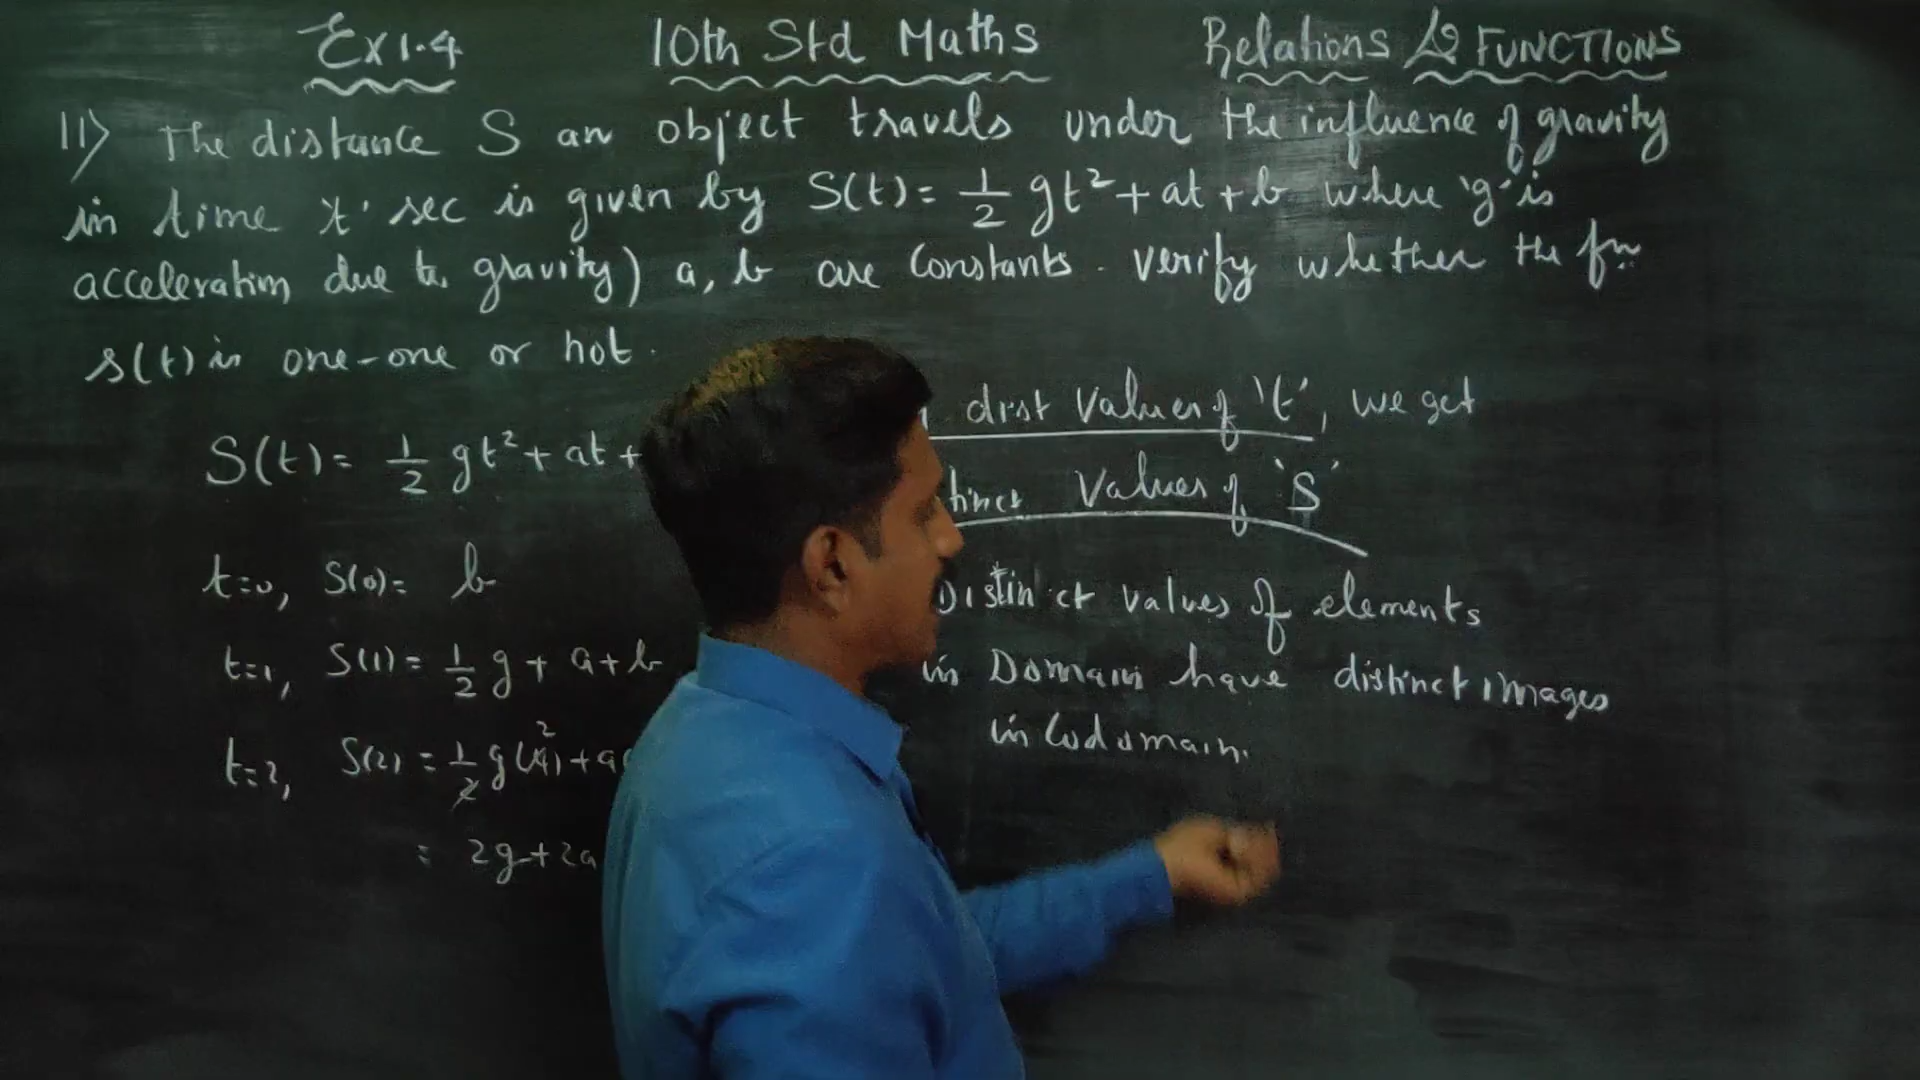 Ex 1.4 10th Std Maths Relations & FUNCTIONS
11) The distance S an object travels under the influence of gravity
in time 't' sec is given by S(t) = 1/2 gt² + at + b where 'g' is
acceleration due to gravity) a, b are constants. verify whether the fn
s(t) is one-one or not.
S(t) = 1/2 gt² + at +
t=0, S(0) = b
t=1, S(1) = 1/2 g + a + b
t=2, S(2) = 1/2 g(4) + a
= 2g + 2a
dist values of 't', we get
tinct values of 'S'
Distinct values of elements
in Domain have distinct images
in Codomain.